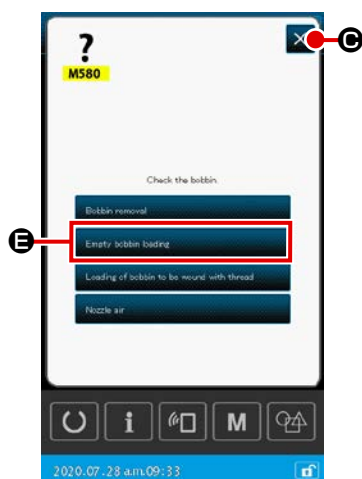 ?
M580
X
C
Check the bobbin.
Bobbin removal
E
Empty bobbin loading
Loading of bobbin to be wound with thread
Nozzle air
i
M
2020.07.28 a.m.09:33